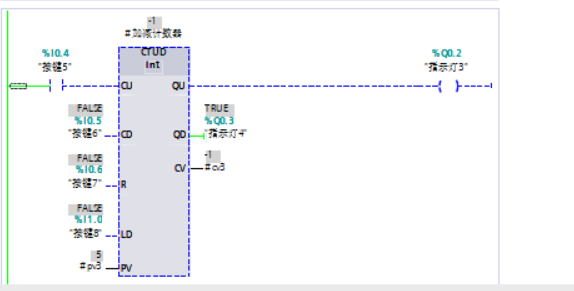 -1
#加减计数器
%I0.4
"按键5"
CTUD
Int
%Q0.2
"指示灯3"
CU
QU
FALSE
%I0.5
"按键6"
CD
TRUE
%Q0.3
QD
"指示灯4"
FALSE
%I0.6
"按键7"
R
-1
CV
#cv3
FALSE
%I1.0
"按键8"
LD
5
#pv3
PV